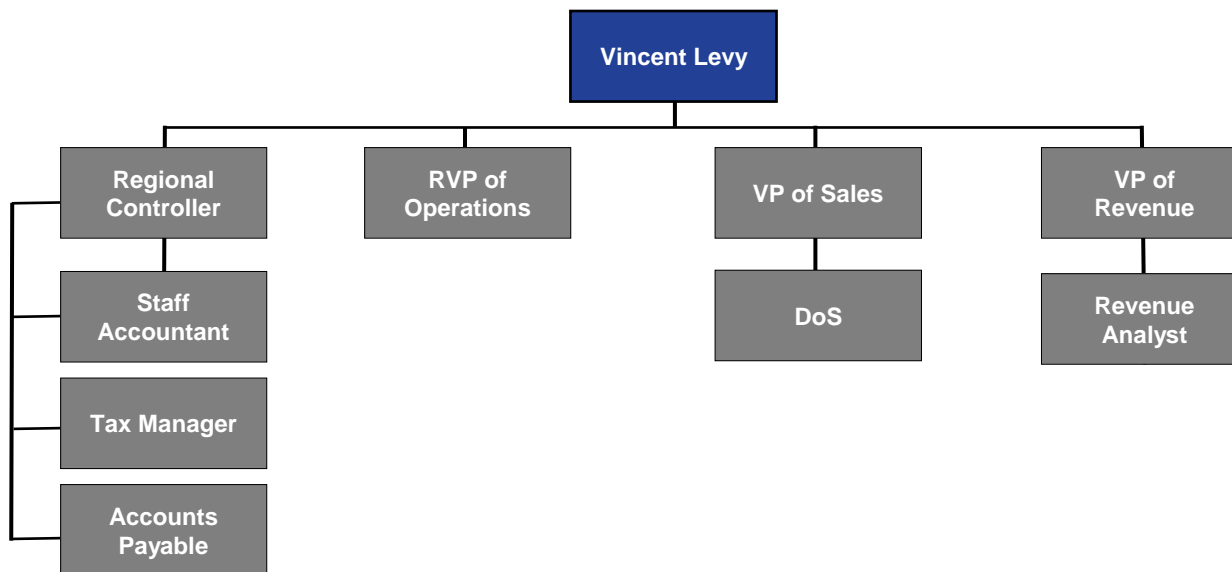 Vincent Levy
Regional
Controller
RVP of
Operations
VP of Sales
VP of
Revenue
Staff
Accountant
DoS
Revenue
Analyst
Tax Manager
Accounts
Payable